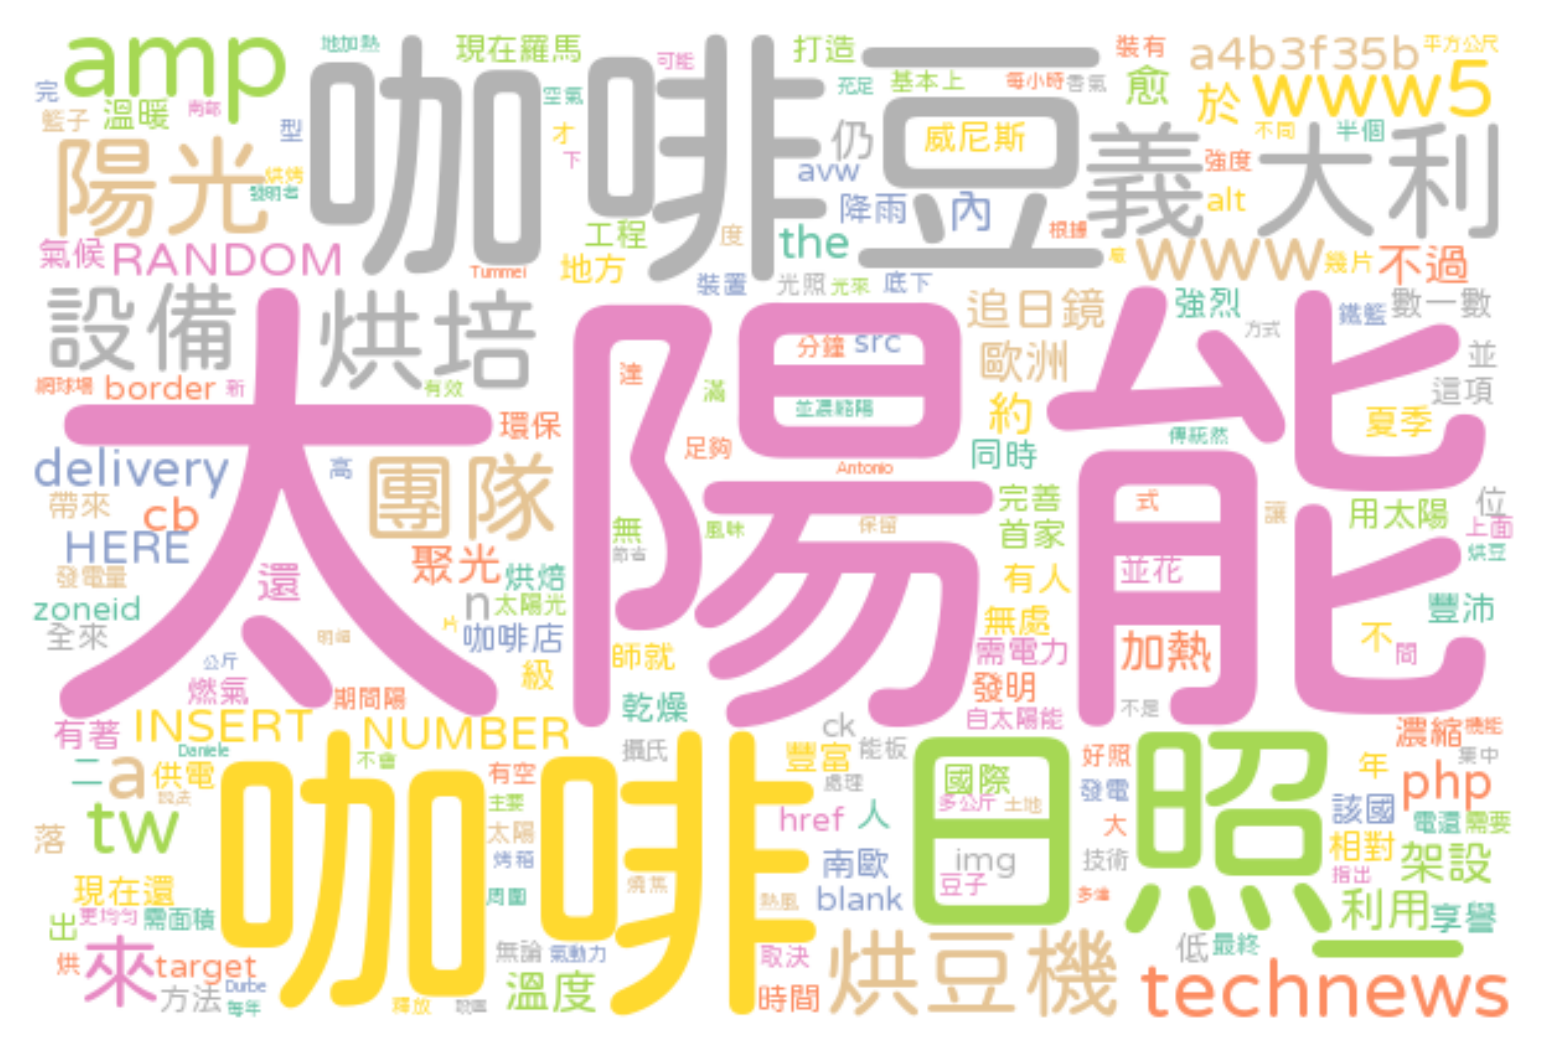 amp
地加熱
咖啡豆
現在羅馬
可能
打造
裝有
a4b3f35b
平方公尺
完
籃子
溫暖
南部
型
空氣
充足
基本上
每小時
香氣
愈
於
www5
陽光
烘烤
發明者
才
下
仍
威尼斯
avw
義大利
不同
半個
強度
alt
氣候
RANDOM
Tummei
工程
地方
度
降雨
內
the
根據
www
幾片
不過
設備
烘培
裝置
光照
光來
底下
追日鏡
強烈
方式
鐵籃
數一數
太陽能
網球場
border
新
有效
達
滿
分鐘
src
並濃縮陽
歐洲
約
並
這項
夏季
環保
足夠
Antonio
同時
傳統然
delivery
高
團隊
帶來
cb
HERE
無
風味
節省
保留
完善
首家
式
讓
用太陽
位
上面
烘豆
發電量
還
聚光
烘焙
n
太陽光
有人
並花
zoneid
全來
片
咖啡店
無處
豐沛
公斤
級
師就
需電力
加熱
不
間
燃氣
期間陽
乾燥
發明
自太陽能
不是
有著
INSERT
NUMBER
Daniele
不會
咖啡
攝氏
ck
能板
日照
好照
濃縮
機能
集中
二
a
供電
有空
豐富
處理
國際
多公斤
土地
發電
年
php
tw
主要
太陽
href
人
大
該國
電還
需要
落
烤箱
燒焦
南歐
img
豆子
技術
相對
架設
指出
現在還
周圍
熱風
blank
利用
享譽
出
更均勻
需面積
無論
氣動力
取決
烘豆機
低
最終
烘
來
target
方法
Durbe
每年
釋放
溫度
時間
technews